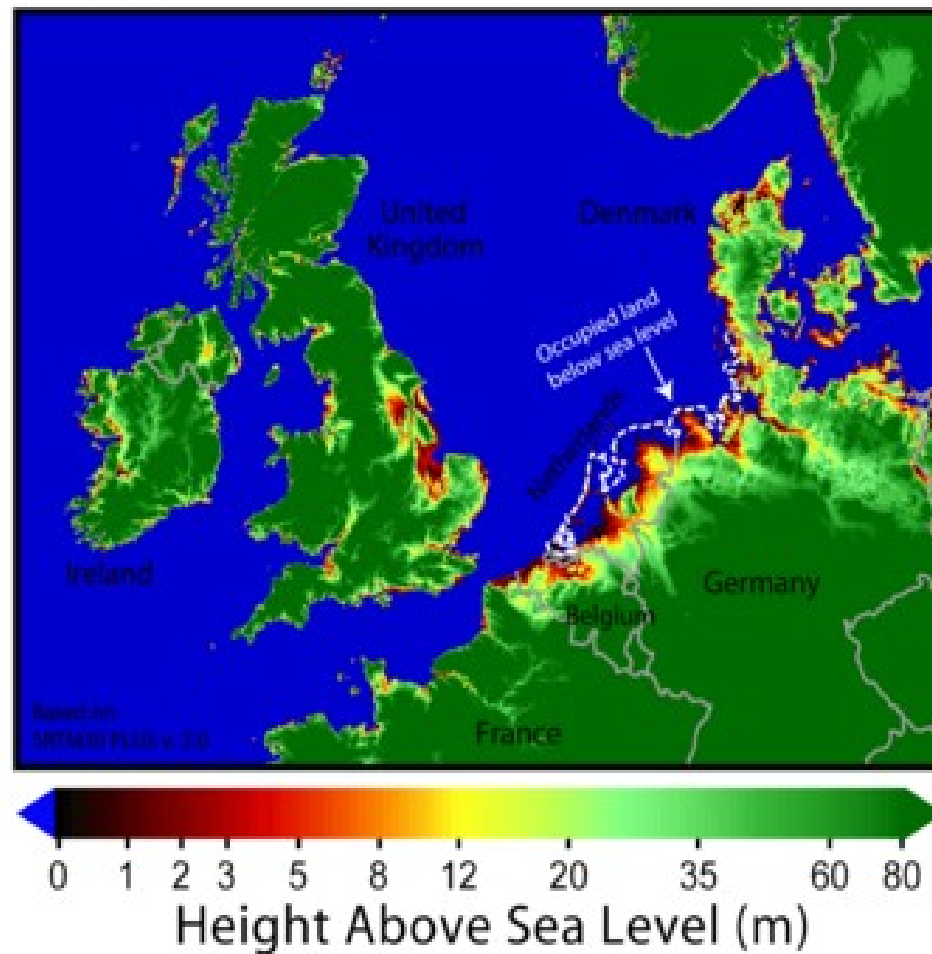 United
Kingdom
Denmark
Occupied land
below sea level
Netherlands
Ireland
Germany
Belgium
France
Based on
SRTM30 PLUS v. 2.0
0 1 2 3 5 8 12 20 35 60 80
Height Above Sea Level (m)